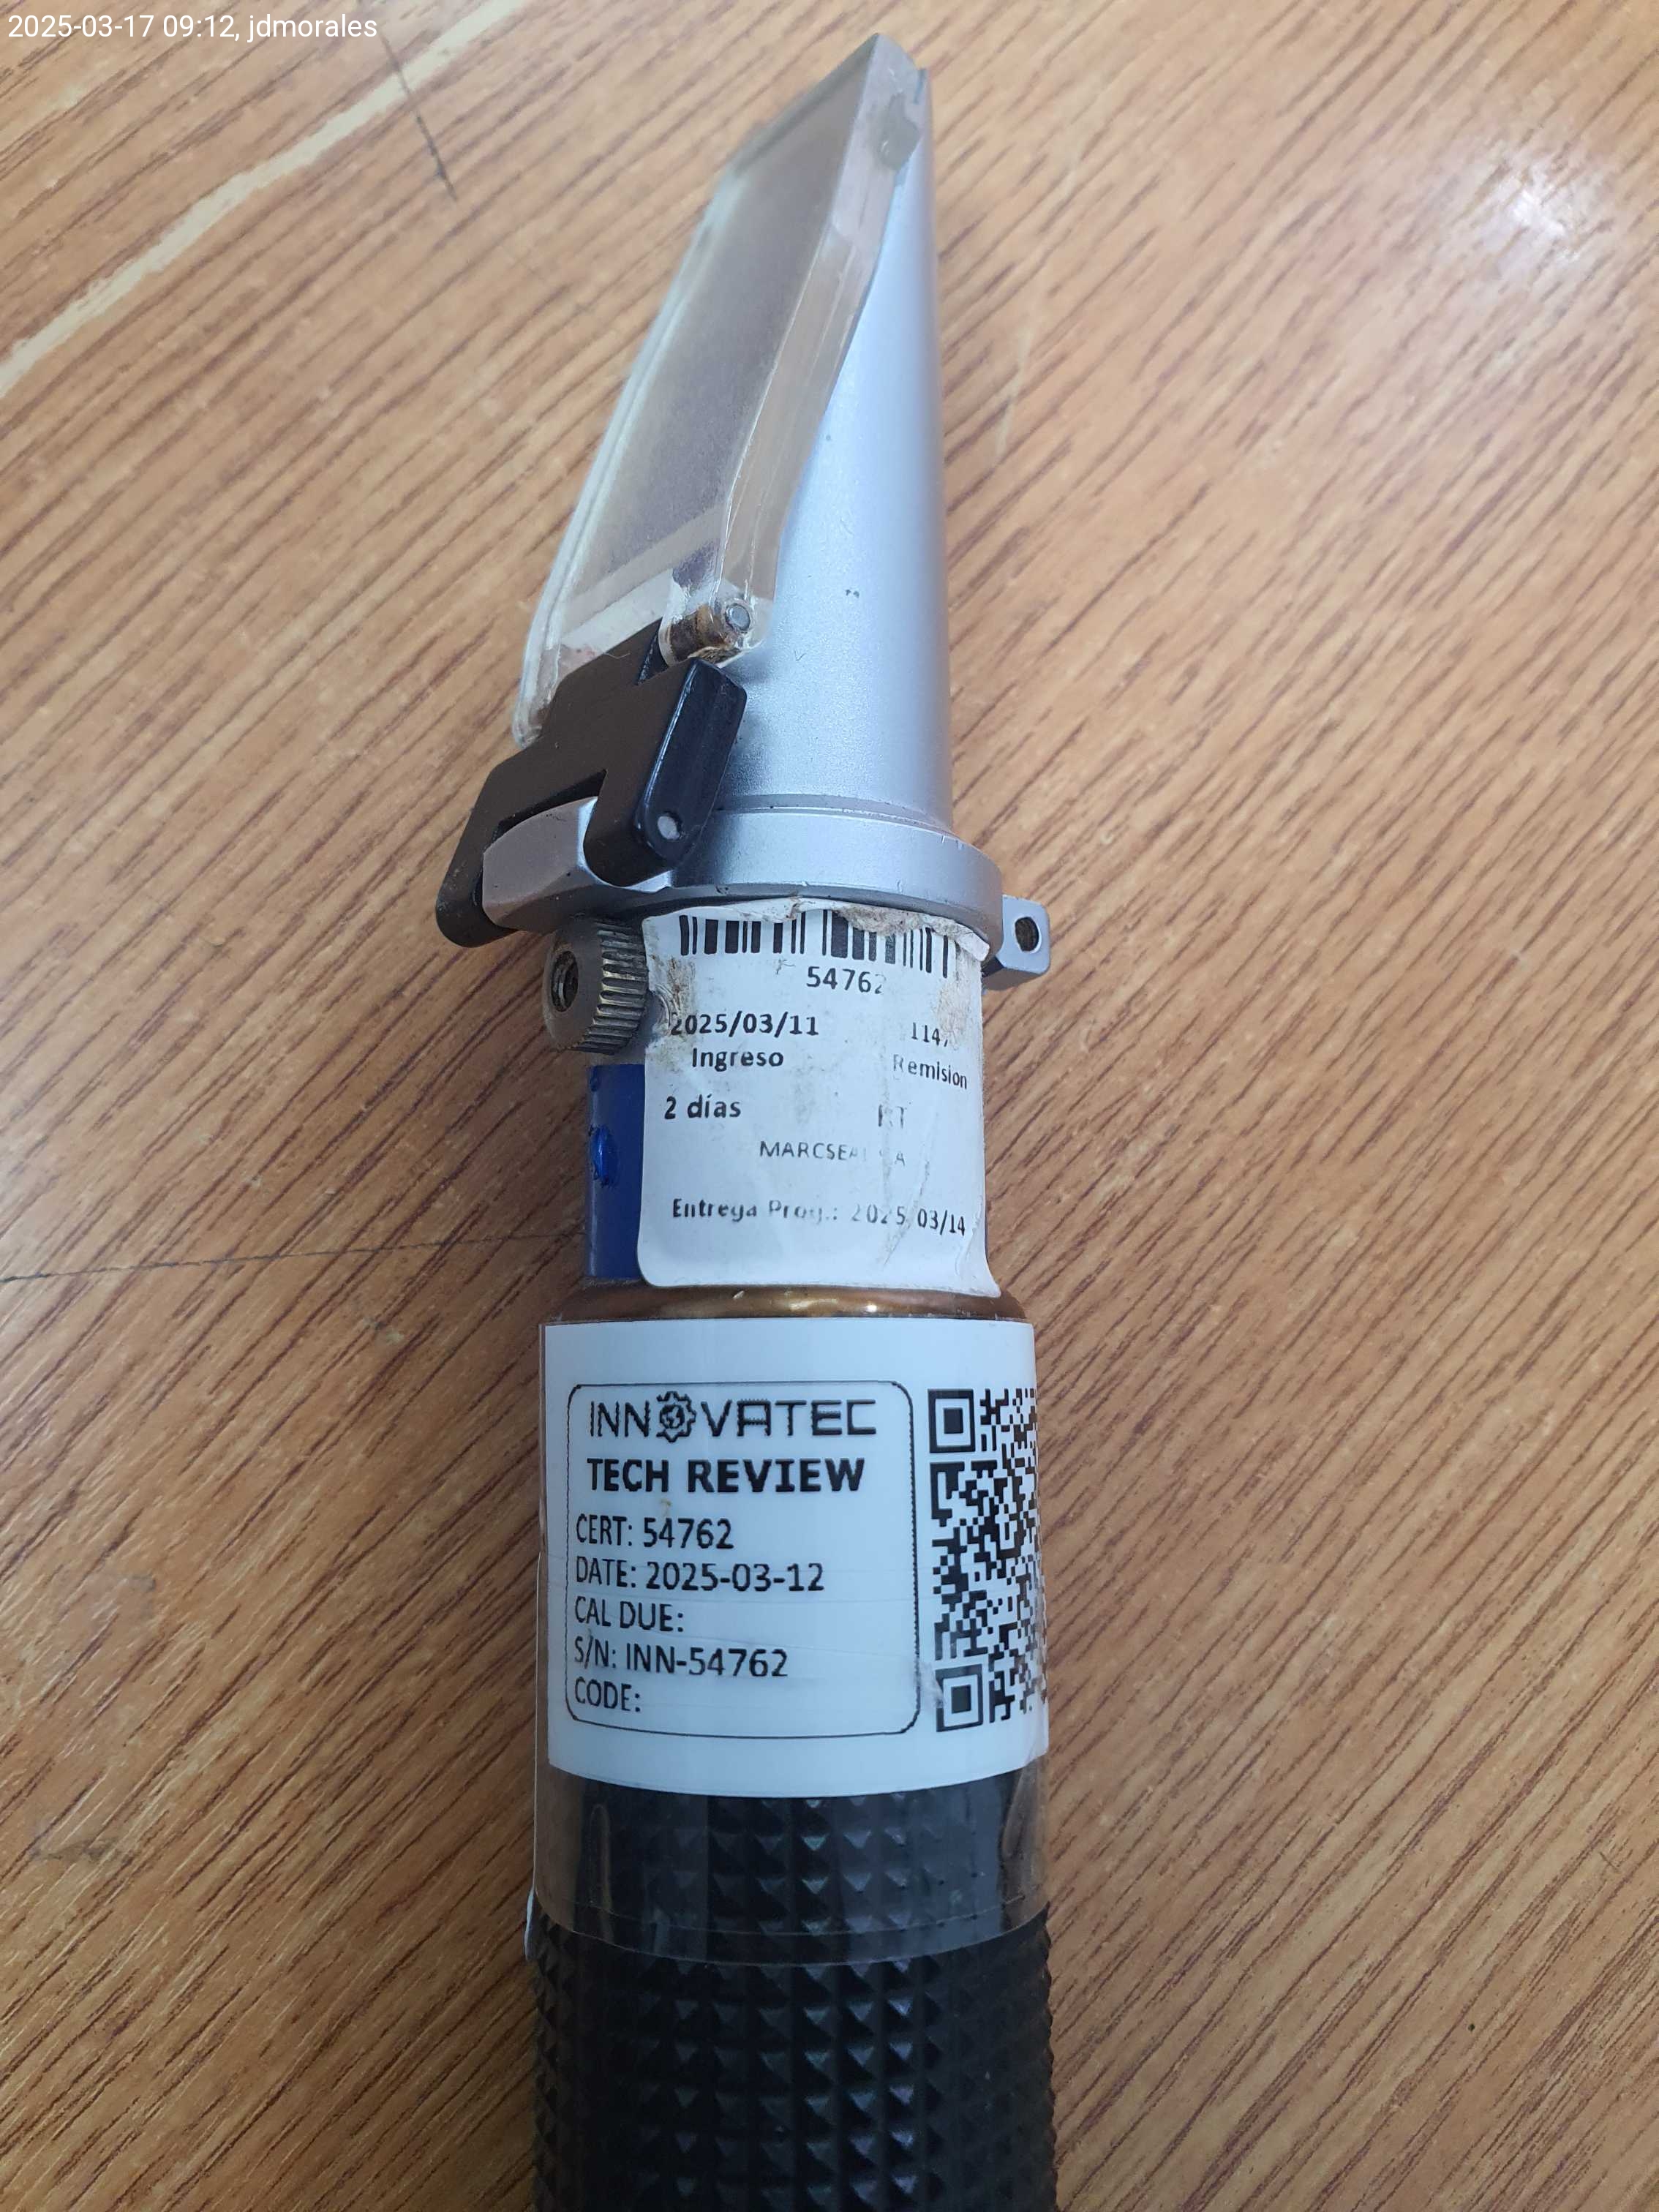 2025-03-17 09:12, jdmorales
54762
2025/03/11
Ingreso Remision
2 días
Entrega Prog.: 2025/03/14
INNOVATEC
TECH REVIEW
CERT: 54762
DATE: 2025-03-12
CAL DUE:
S/N: INN-54762
CODE: